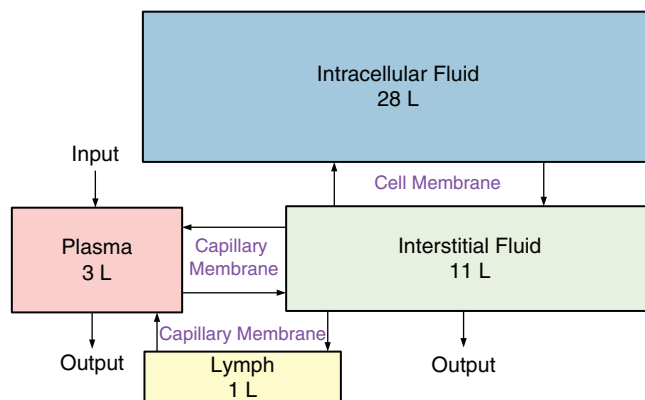 Intracellular Fluid
28 L
Input
Cell Membrane
Plasma
3 L
Capillary
Membrane
Interstitial Fluid
11 L
Capillary Membrane
Output
Lymph
1 L
Output